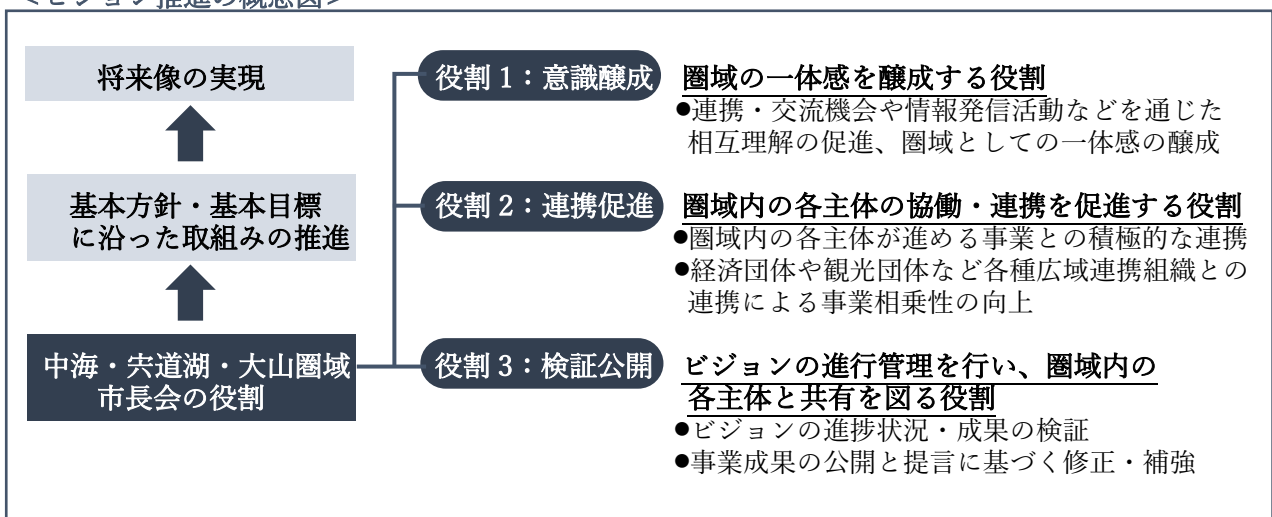 <ビジョン推進の概念図>
将来像の実現
基本方針・基本目標
に沿った取組みの推進
中海・宍道湖・大山圏域
市長会の役割
役割1：意識醸成
圏域の一体感を醸成する役割
●連携・交流機会や情報発信活動などを通じた
相互理解の促進、圏域としての一体感の醸成
役割2：連携促進
圏域内の各主体の協働・連携を促進する役割
●圏域内の各主体が進める事業との積極的な連携
●経済団体や観光団体など各種広域連携組織との
連携による事業相乗性の向上
役割3：検証公開
ビジョンの進行管理を行い、圏域内の
各主体と共有を図る役割
●ビジョンの進捗状況・成果の検証
●事業成果の公開と提言に基づく修正・補強